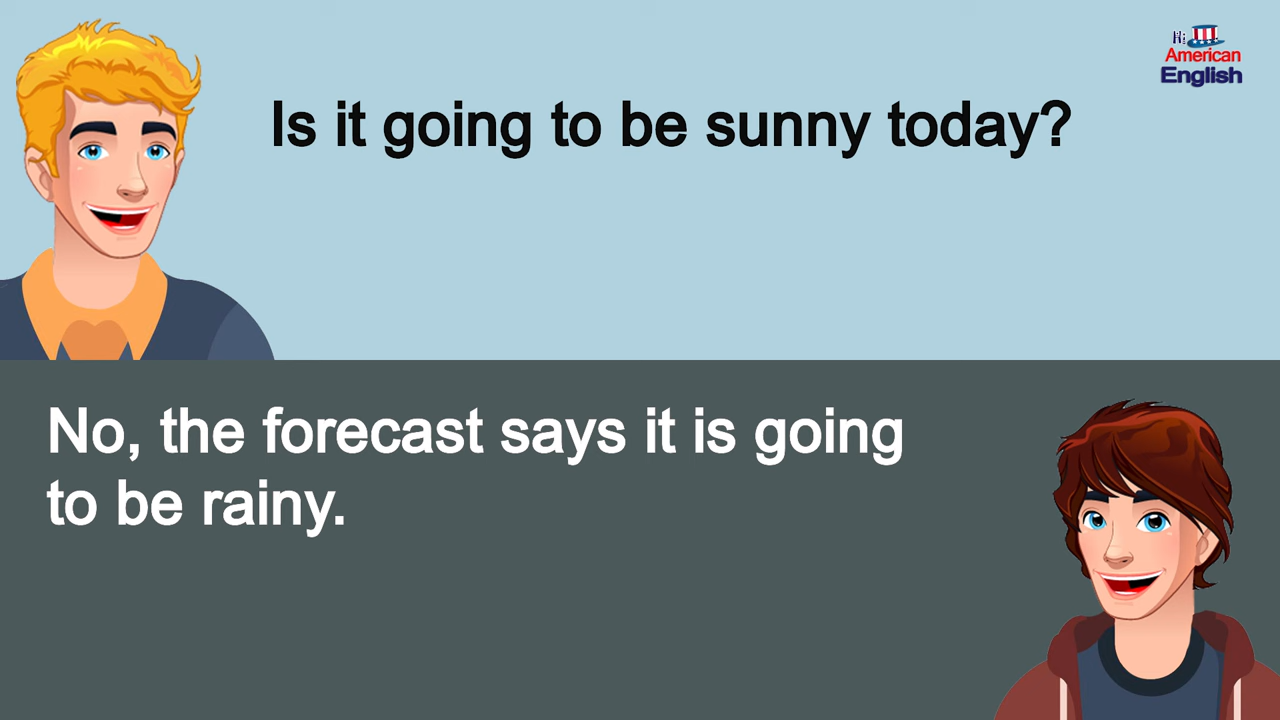 Is it going to be sunny today?
Hi
American
English
No, the forecast says it is going
to be rainy.